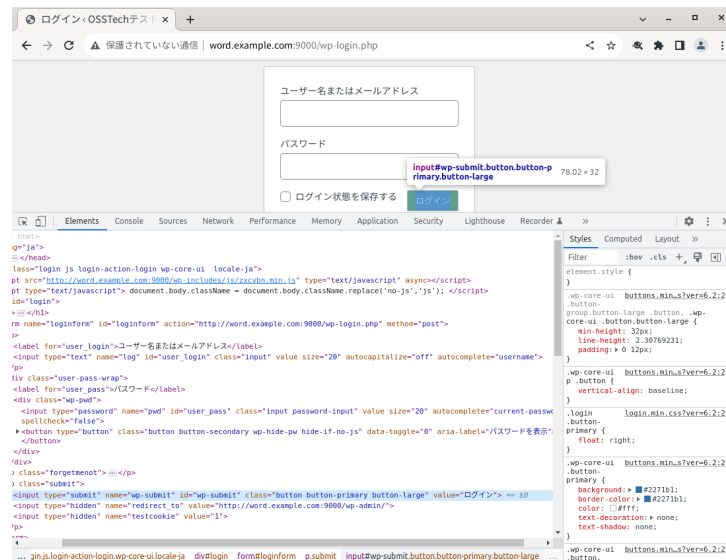 ログイン ‹ OSSTechテスト
保護されていない通信 | word.example.com:9000/wp-login.php
ユーザー名またはメールアドレス
パスワード
input#wp-submit.button.button-p
rimary.button-large
78.02 × 32
ログイン状態を保存する
ログイン
Elements Console Sources Network Performance Memory Application Security Lighthouse Recorder
html>
g="ja">
</head>
lass="login js login-action-login wp-core-ui locale-ja">
pt src="http://word.example.com:9000/wp-includes/js/zxcvbn.min.js" type="text/javascript" async></script>
pt type="text/javascript"> document.body.className = document.body.className.replace('no-js','js'); </script>
id="login">
></h1>
rm name="loginform" id="loginform" action="http://word.example.com:9000/wp-login.php" method="post">
<label for="user_login">ユーザー名またはメールアドレス</label>
<input type="text" name="log" id="user_login" class="input" value size="20" autocapitalize="off" autocomplete="username">
/p>
div class="user-pass-wrap">
<label for="user_pass">パスワード</label>
<div class="wp-pwd">
<input type="password" name="pwd" id="user_pass" class="input password-input" value size="20" autocomplete="current-passwo
spellcheck="false">
<button type="button" class="button button-secondary wp-hide-pw hide-if-no-js" data-toggle="0" aria-label="パスワードを表示"
</button>
</div>
/div>
class="forgetmenot"></p>
class="submit">
<input type="submit" name="wp-submit" id="wp-submit" class="button button-primary button-large" value="ログイン"> == $0
<input type="hidden" name="redirect_to" value="http://word.example.com:9000/wp-admin/">
<input type="hidden" name="testcookie" value="1">
/p>
... gin.js.login-action-login.wp-core-ui.locale-ja div#login form#loginform p.submit input#wp-submit.button.button-primary.button-large ...
Styles Computed Layout
Filter :hov .cls
element.style {
}
.wp-core-ui buttons.min…s?ver=6.2:2
.button-
group.button-large .button, .wp-
core-ui .button.button-large {
min-height: 32px;
line-height: 2.30769231;
padding: 0 12px;
}
.wp-core-ui buttons.min…s?ver=6.2:2
p .button {
vertical-align: baseline;
}
.login login.min.css?ver=6.2:2
.button-
primary {
float: right;
}
.wp-core-ui buttons.min…s?ver=6.2:2
.button-
primary {
background: #2271b1;
border-color: #2271b1;
color: #fff;
text-decoration: none;
text-shadow: none;
}
.wp-core-ui buttons.min…s?ver=6.2:2
.button,